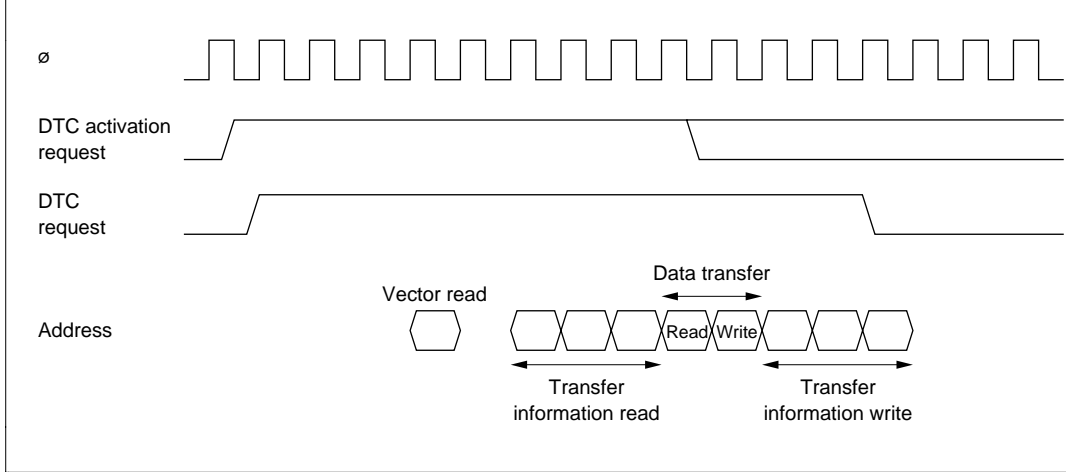 ø
DTC activation
request
DTC
request
Data transfer
Vector read
Address
Read
Write
Transfer
information read
Transfer
information write